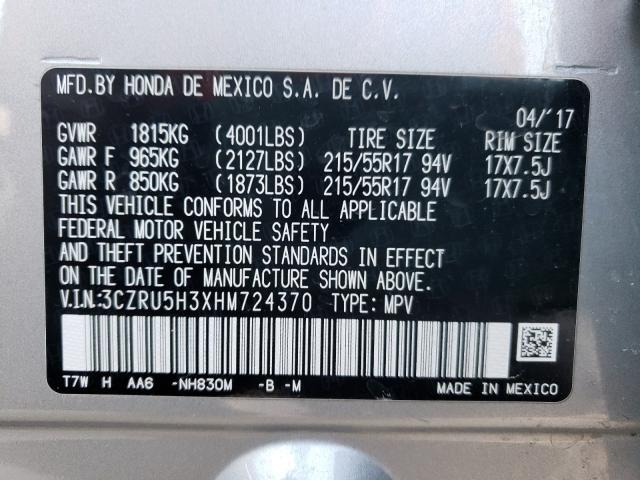 MFD.BY HONDA DE MEXICO S.A. DE C.V.
04/'17
GVWR 1815KG (4001LBS) TIRE SIZE RIM SIZE
GAWR F 965KG (2127LBS) 215/55R17 94V 17X7.5J
GAWR R 850KG (1873LBS) 215/55R17 94V 17X7.5J
THIS VEHICLE CONFORMS TO ALL APPLICABLE
FEDERAL MOTOR VEHICLE SAFETY
AND THEFT PREVENTION STANDARDS IN EFFECT
ON THE DATE OF MANUFACTURE SHOWN ABOVE.
V.I.N.:3CZRU5H3XHM724370 TYPE: MPV
T7W H AA6 -NH830M -B -M
MADE IN MEXICO